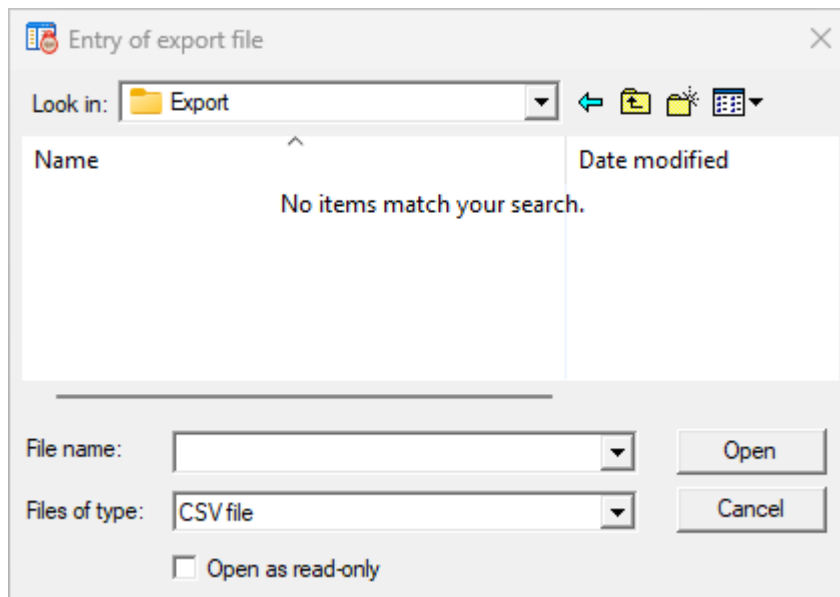 Entry of export file
Look in: Export
Name Date modified
No items match your search.
File name: Open
Files of type: CSV file Cancel
Open as read-only